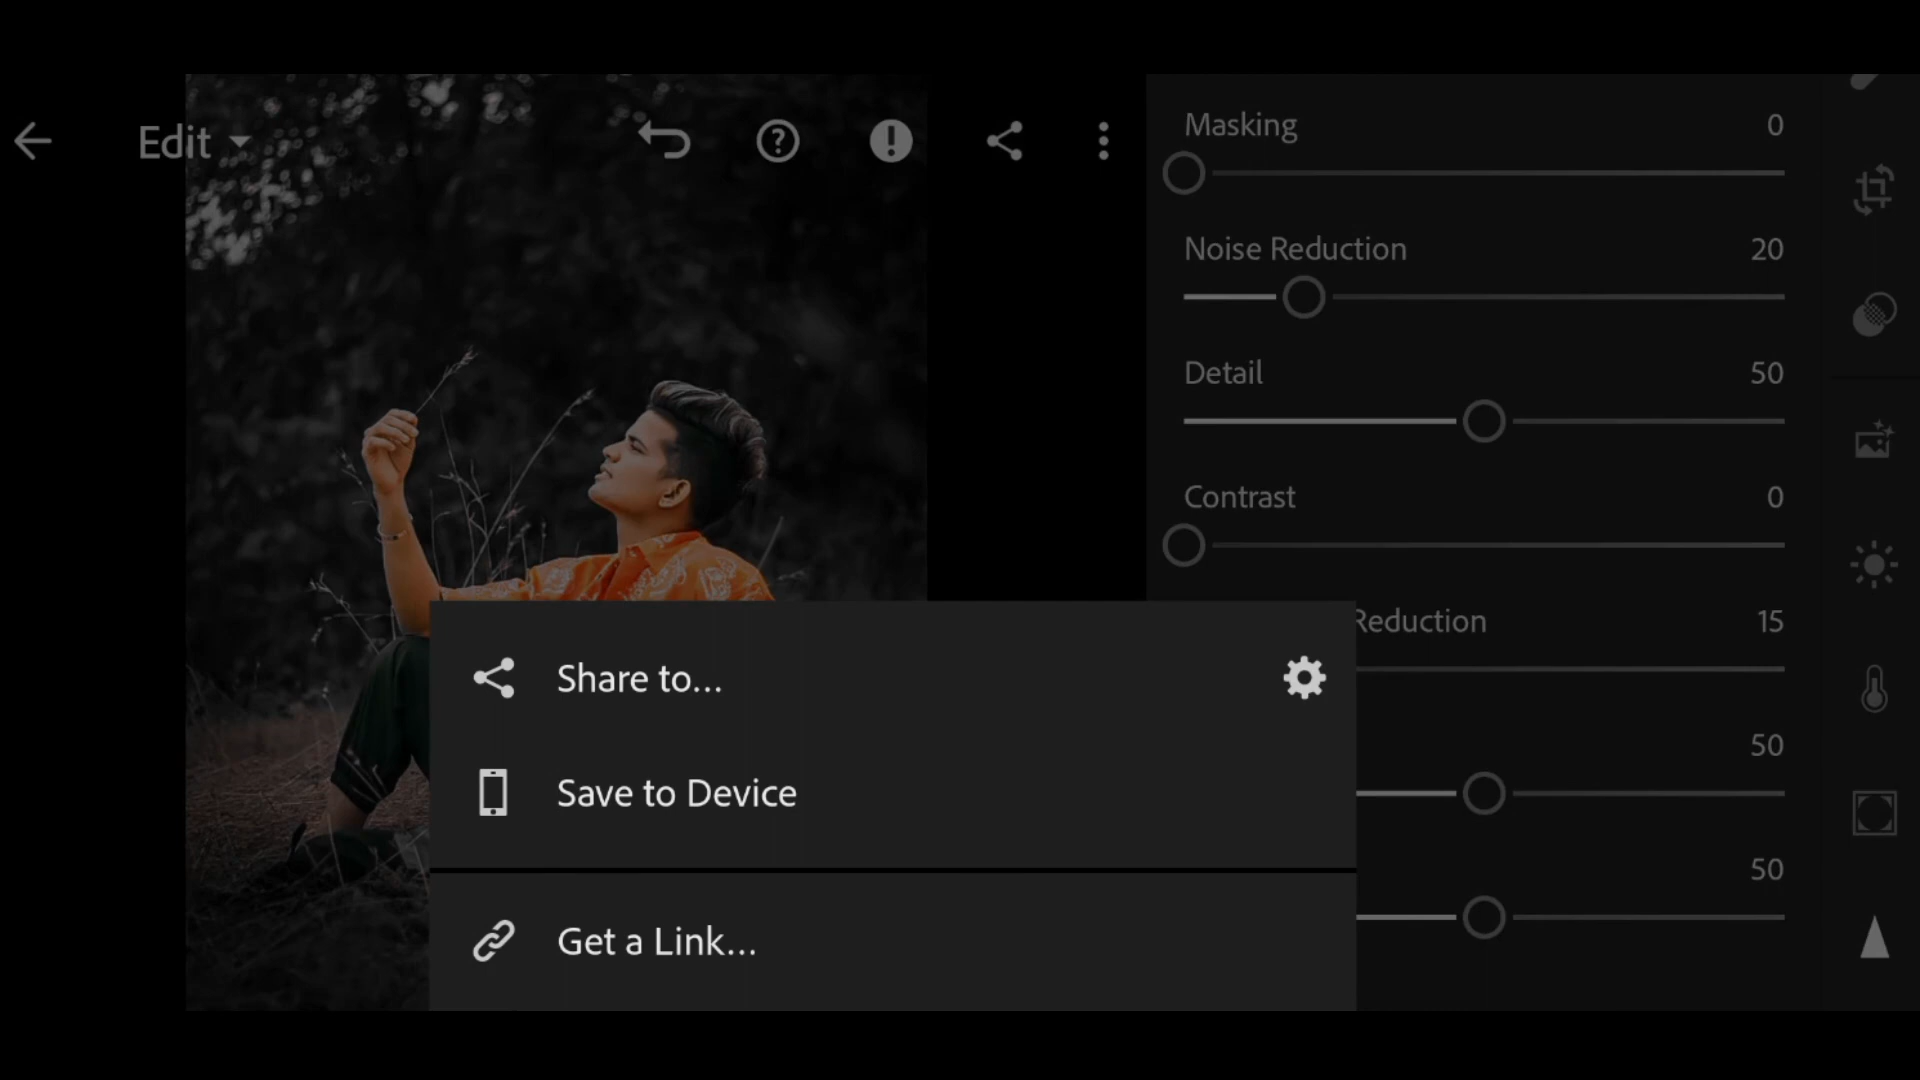 Edit
Masking 0
Noise Reduction 20
Detail 50
Contrast 0
Reduction 15
50
50
Share to...
Save to Device
Get a Link...